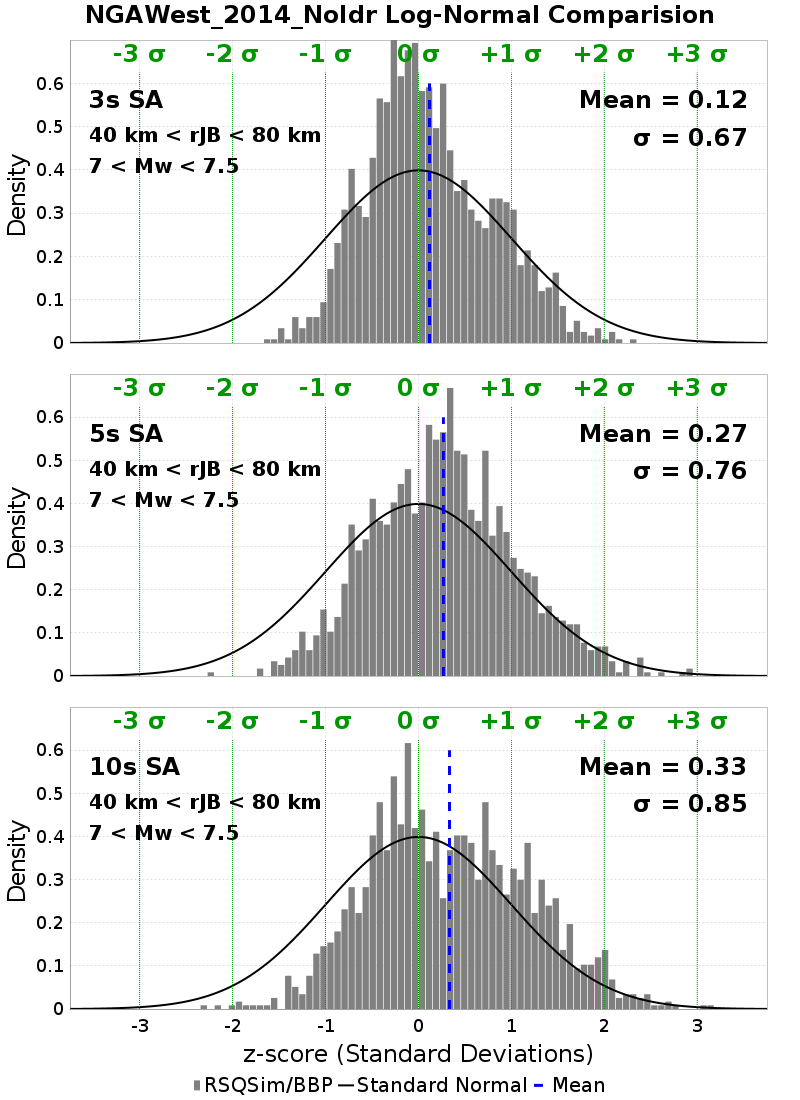 NGAWest_2014_NoIdr Log-Normal Comparision
-3 σ -2 σ -1 σ 0 σ +1 σ +2 σ +3 σ
3s SA
40 km < rJB < 80 km
7 < Mw < 7.5
Mean = 0.12
σ = 0.67
Density
0.6
0.5
0.4
0.3
0.2
0.1
0
-3 σ -2 σ -1 σ 0 σ +1 σ +2 σ +3 σ
5s SA
40 km < rJB < 80 km
7 < Mw < 7.5
Mean = 0.27
σ = 0.76
Density
0.6
0.5
0.4
0.3
0.2
0.1
0
-3 σ -2 σ -1 σ 0 σ +1 σ +2 σ +3 σ
10s SA
40 km < rJB < 80 km
7 < Mw < 7.5
Mean = 0.33
σ = 0.85
Density
0.6
0.5
0.4
0.3
0.2
0.1
0
-3 -2 -1 0 1 2 3
z-score (Standard Deviations)
RSQSim/BBP Standard Normal Mean